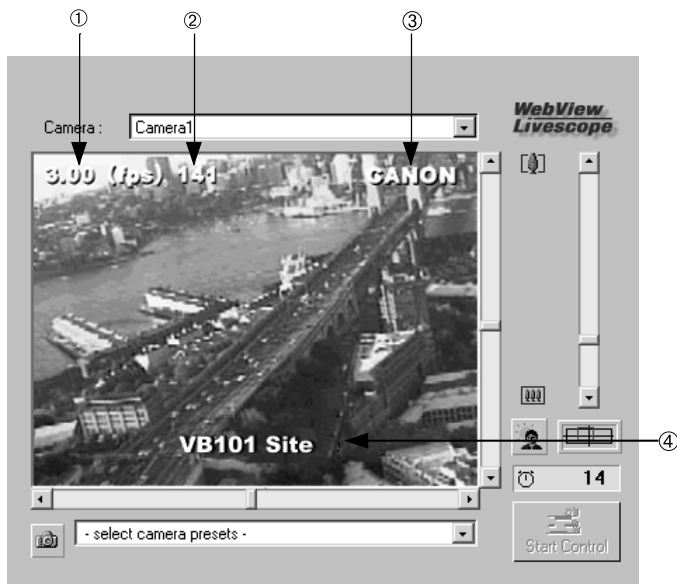 ① ② ③
WebView
Livescope
Camera : Camera1
3.00 (fps) 141 CANON
VB101 Site ④
14
- select camera presets -
Start Control